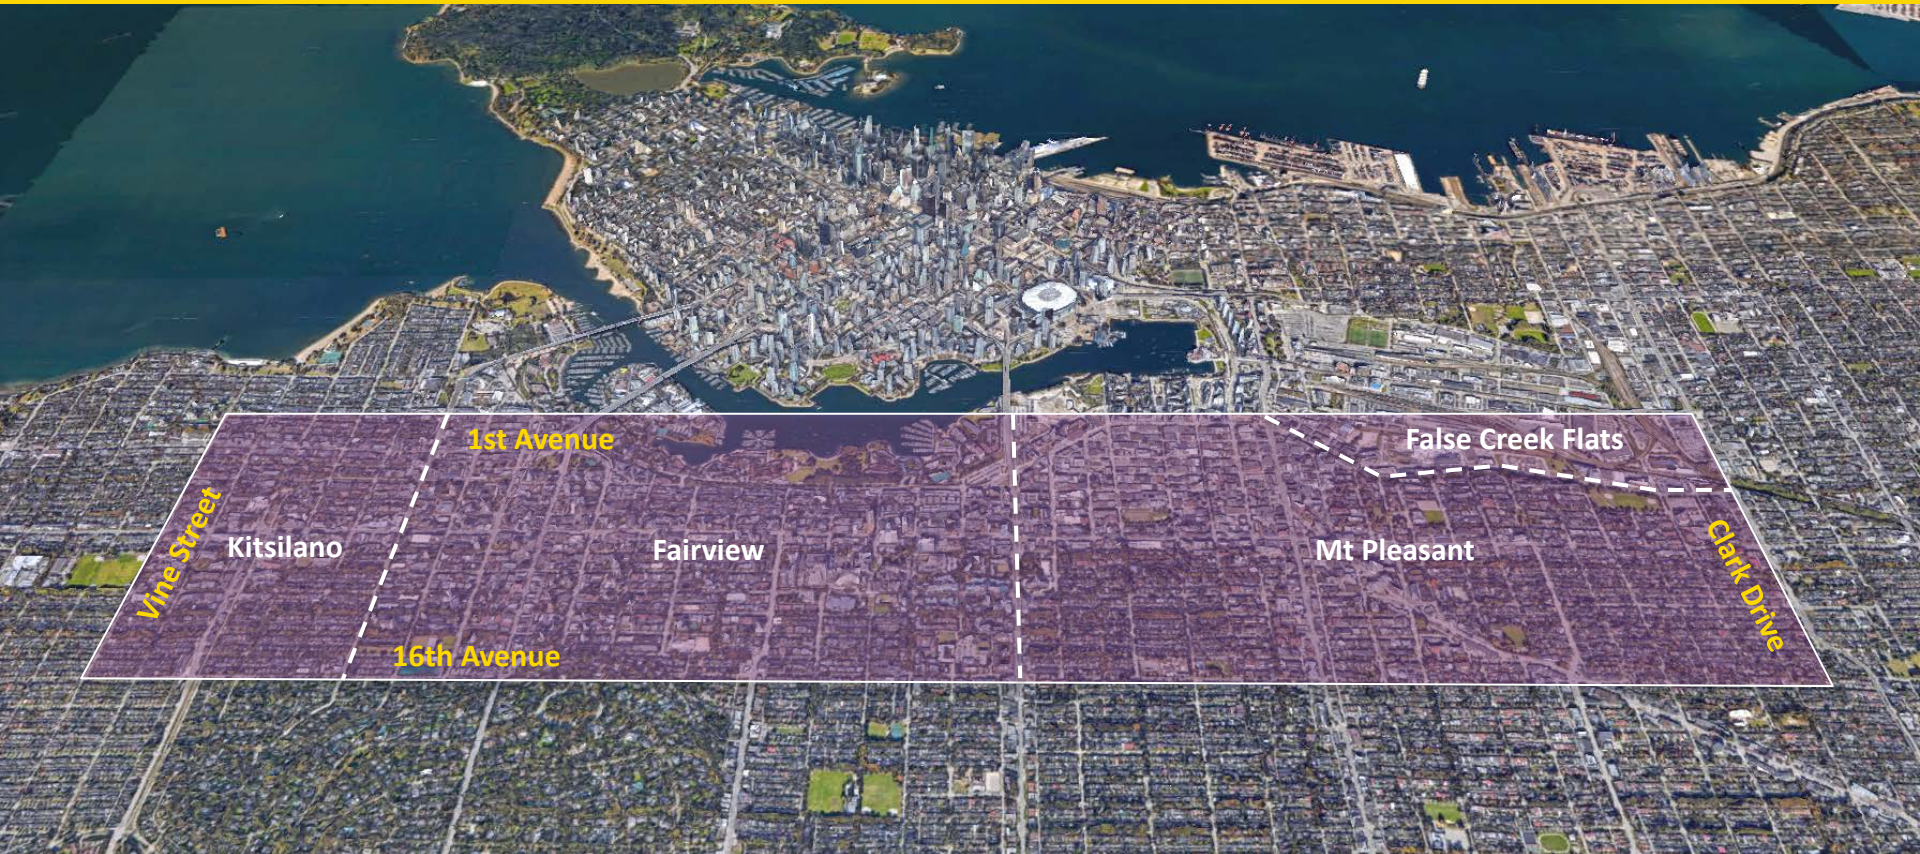 1st Avenue
False Creek Flats
Vine Street
Kitsilano
Fairview
Mt Pleasant
Clark Drive
16th Avenue